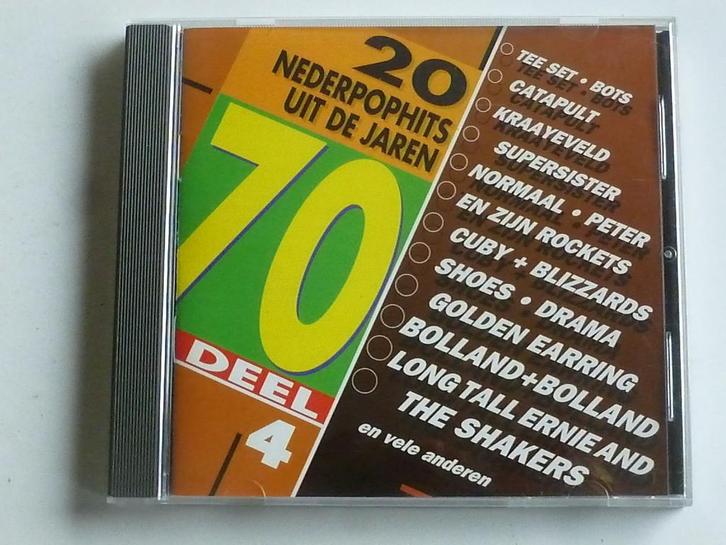 20
NEDERPOPHITS
UIT DE JAREN
70
DEEL
4
TEE SET • BOTS
CATAPULT
KRAAYEVELD
SUPERSISTER
NORMAAL • PETER
EN ZIJN ROCKETS
CUBY + BLIZZARDS
SHOES • DRAMA
GOLDEN EARRING
BOLLAND+BOLLAND
LONG TALL ERNIE AND
THE SHAKERS
en vele anderen